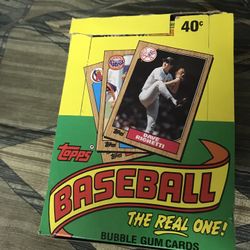 40¢
DAVE
RIGHETTI
Topps
BASEBALL
THE REAL ONE!
BUBBLE GUM CARDS